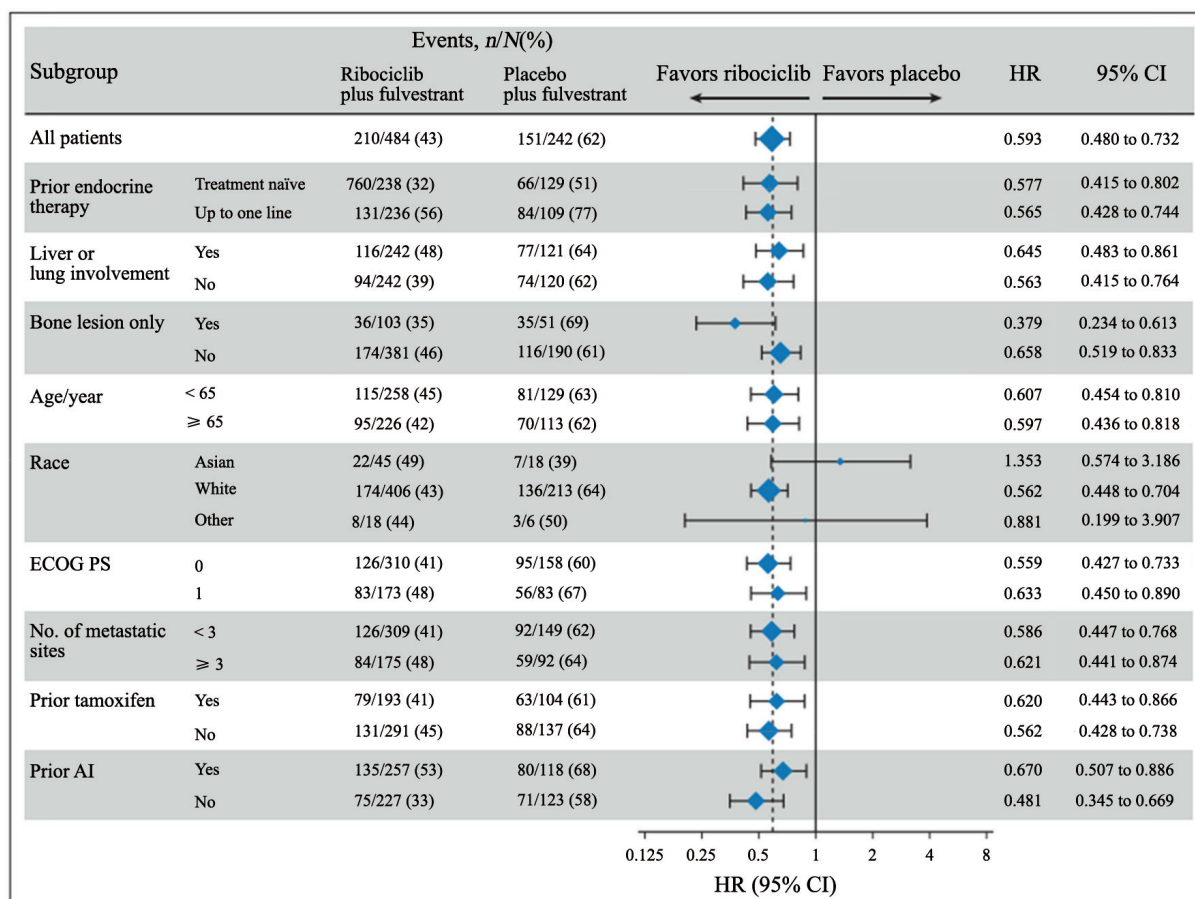 Events, n/N(%)
Subgroup Ribociclib plus fulvestrant Placebo plus fulvestrant Favors ribociclib Favors placebo HR 95% CI
All patients 210/484 (43) 151/242 (62) 0.593 0.480 to 0.732
Prior endocrine therapy Treatment naïve 760/238 (32) 66/129 (51) 0.577 0.415 to 0.802
Up to one line 131/236 (56) 84/109 (77) 0.565 0.428 to 0.744
Liver or lung involvement Yes 116/242 (48) 77/121 (64) 0.645 0.483 to 0.861
No 94/242 (39) 74/120 (62) 0.563 0.415 to 0.764
Bone lesion only Yes 36/103 (35) 35/51 (69) 0.379 0.234 to 0.613
No 174/381 (46) 116/190 (61) 0.658 0.519 to 0.833
Age/year < 65 115/258 (45) 81/129 (63) 0.607 0.454 to 0.810
⩾ 65 95/226 (42) 70/113 (62) 0.597 0.436 to 0.818
Race Asian 22/45 (49) 7/18 (39) 1.353 0.574 to 3.186
White 174/406 (43) 136/213 (64) 0.562 0.448 to 0.704
Other 8/18 (44) 3/6 (50) 0.881 0.199 to 3.907
ECOG PS 0 126/310 (41) 95/158 (60) 0.559 0.427 to 0.733
1 83/173 (48) 56/83 (67) 0.633 0.450 to 0.890
No. of metastatic sites < 3 126/309 (41) 92/149 (62) 0.586 0.447 to 0.768
⩾ 3 84/175 (48) 59/92 (64) 0.621 0.441 to 0.874
Prior tamoxifen Yes 79/193 (41) 63/104 (61) 0.620 0.443 to 0.866
No 131/291 (45) 88/137 (64) 0.562 0.428 to 0.738
Prior AI Yes 135/257 (53) 80/118 (68) 0.670 0.507 to 0.886
No 75/227 (33) 71/123 (58) 0.481 0.345 to 0.669
0.125 0.25 0.5 1 2 4 8
HR (95% CI)